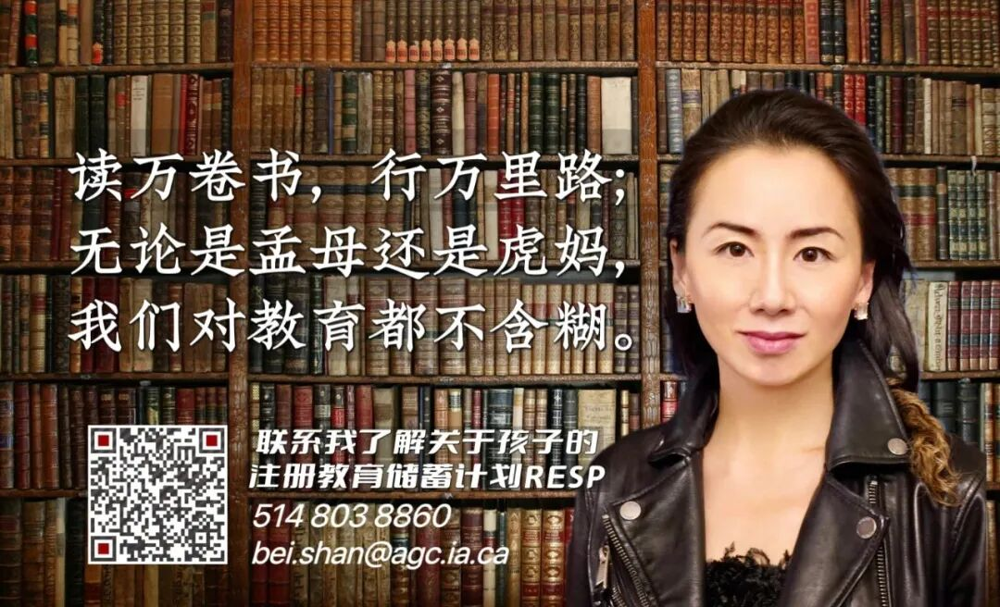 读万卷书，行万里路;
无论是孟母还是虎妈,
我们对教育都不含糊。
联系我了解关于孩子的
注册教育储蓄计划RESP
514 803 8860
bei.shan@agc.ia.ca